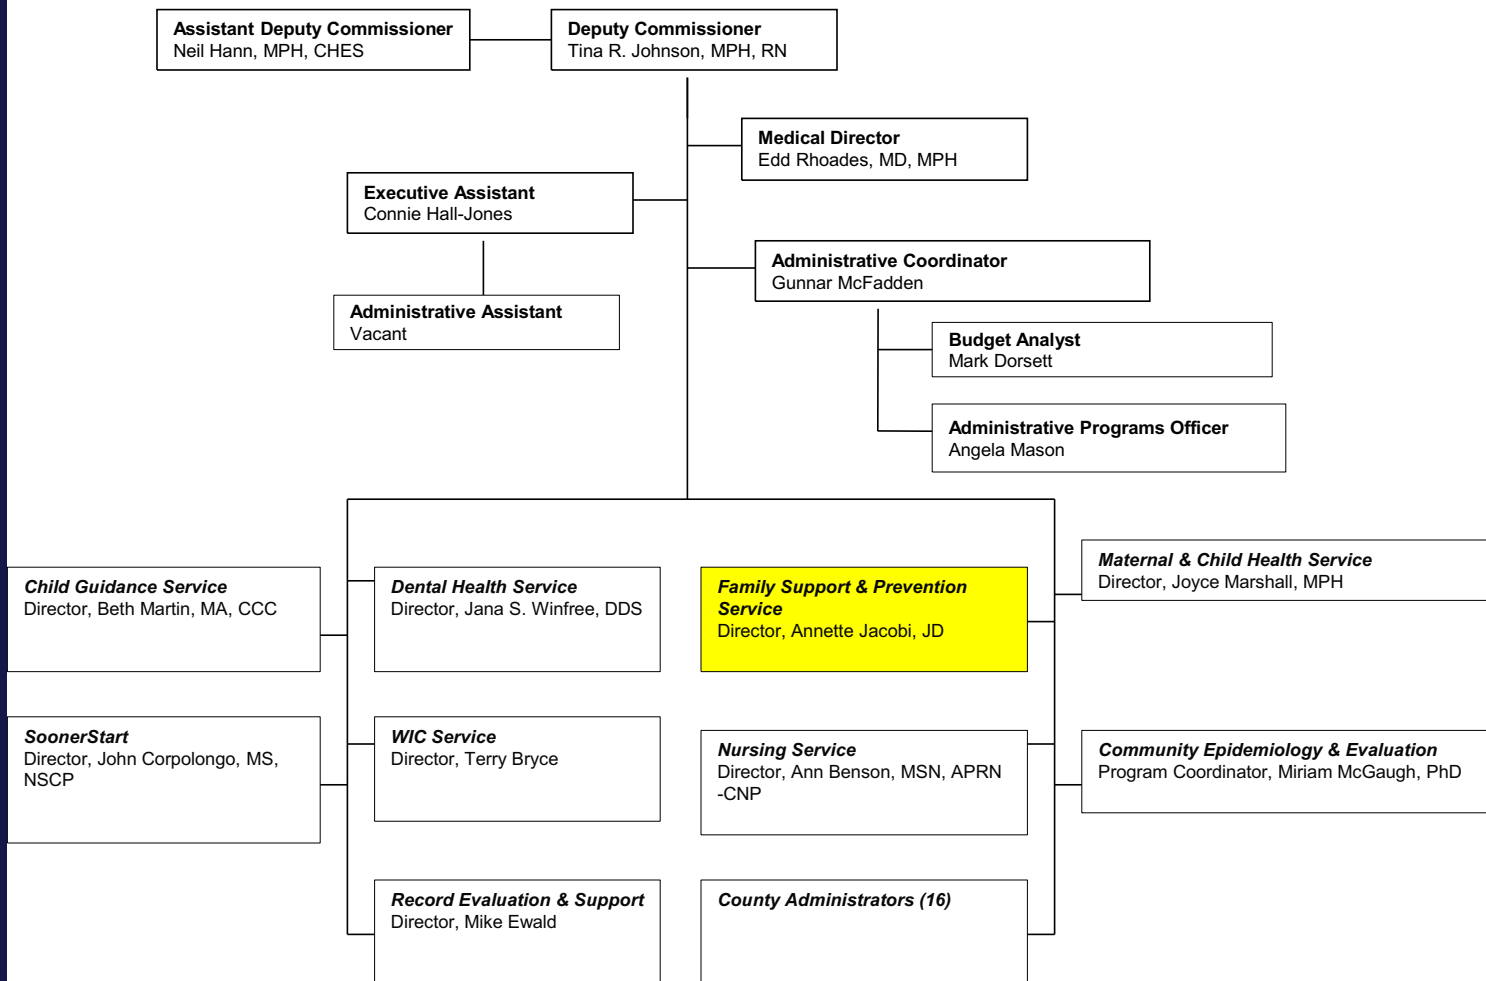 Assistant Deputy Commissioner
Neil Hann, MPH, CHES
Deputy Commissioner
Tina R. Johnson, MPH, RN
Medical Director
Edd Rhoades, MD, MPH
Executive Assistant
Connie Hall-Jones
Administrative Coordinator
Gunnar McFadden
Administrative Assistant
Vacant
Budget Analyst
Mark Dorsett
Administrative Programs Officer
Angela Mason
Child Guidance Service
Director, Beth Martin, MA, CCC
Dental Health Service
Director, Jana S. Winfree, DDS
Family Support & Prevention
Service
Director, Annette Jacobi, JD
Maternal & Child Health Service
Director, Joyce Marshall, MPH
SoonerStart
Director, John Corpolongo, MS,
NSCP
WIC Service
Director, Terry Bryce
Nursing Service
Director, Ann Benson, MSN, APRN
-CNP
Community Epidemiology & Evaluation
Program Coordinator, Miriam McGaugh, PhD
Record Evaluation & Support
Director, Mike Ewald
County Administrators (16)